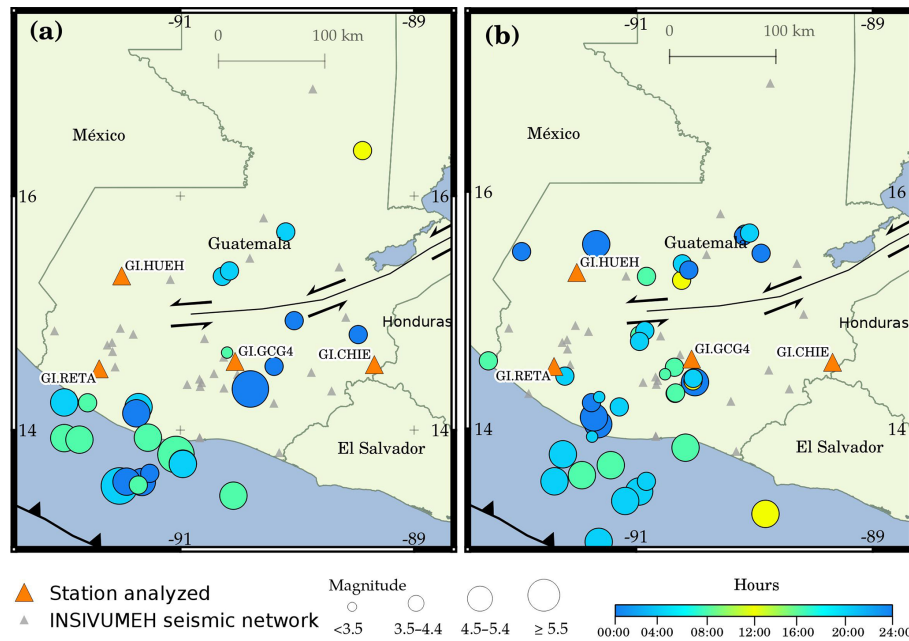 (a)
-91
-89
0 100 km
México
16
16
Guatemala
GI.HUEH
Honduras
GI.GCG4
GI.CHIE
GI.RETA
14
14
El Salvador
-91
-89
(b)
-91
-89
0 100 km
México
16
16
Guatemala
GI.HUEH
Honduras
GI.GCG4
GI.CHIE
GI.RETA
14
14
El Salvador
-91
-89
Station analyzed
INSIVUMEH seismic network
Magnitude
<3.5 3.5–4.4 4.5–5.4 ≥ 5.5
Hours
00:00 04:00 08:00 12:00 16:00 20:00 24:00